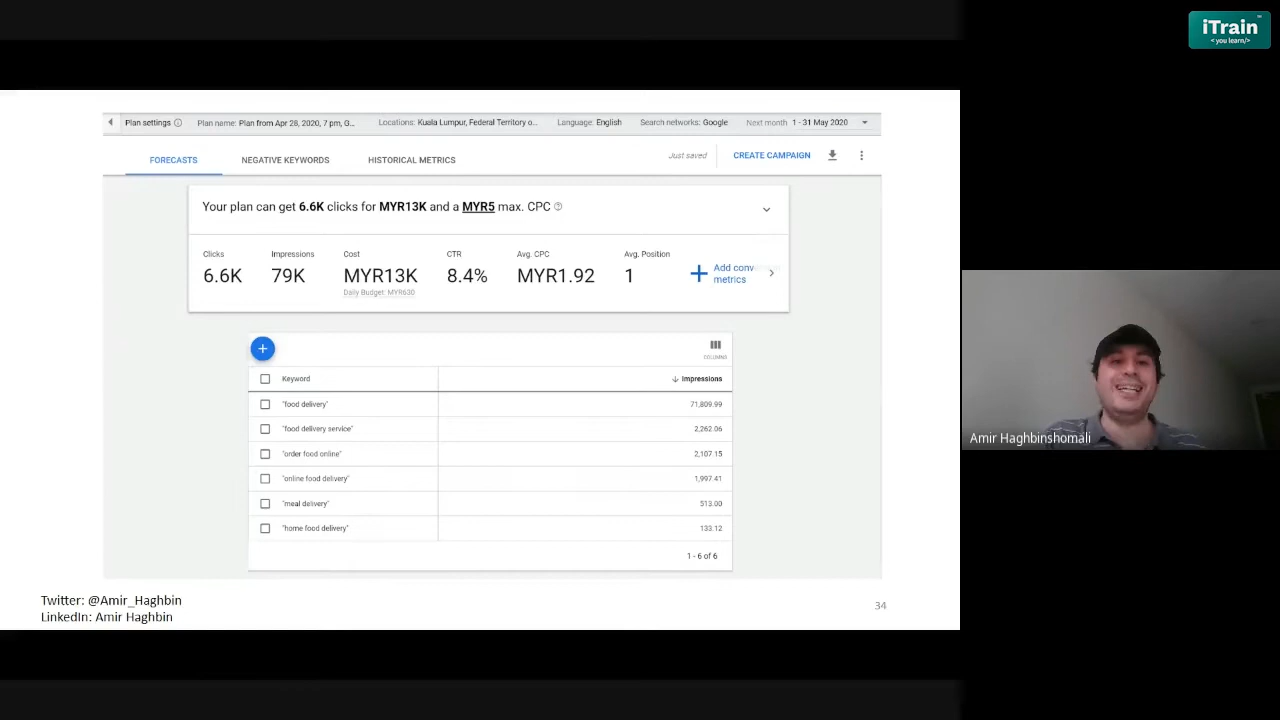 iTrain
< you learn/>
Plan settings Plan name: Plan from Apr 28, 2020, 7 pm, G... Locations: Kuala Lumpur, Federal Territory o... Language: English Search networks: Google Next month 1 - 31 May 2020
FORECASTS NEGATIVE KEYWORDS HISTORICAL METRICS Just saved CREATE CAMPAIGN
Your plan can get 6.6K clicks for MYR13K and a MYR5 max. CPC
Clicks Impressions Cost CTR Avg. CPC Avg. Position
6.6K 79K MYR13K 8.4% MYR1.92 1
Daily Budget: MYR630
+ Add conv
metrics
+
COLUMNS
Keyword Impressions
"food delivery" 71,809.99
"food delivery service" 2,262.06
"order food online" 2,107.15
"online food delivery" 1,997.41
"meal delivery" 513.00
"home food delivery" 133.12
1 - 6 of 6
Twitter: @Amir_Haghbin
LinkedIn: Amir Haghbin
34
Amir Haghbinshomali